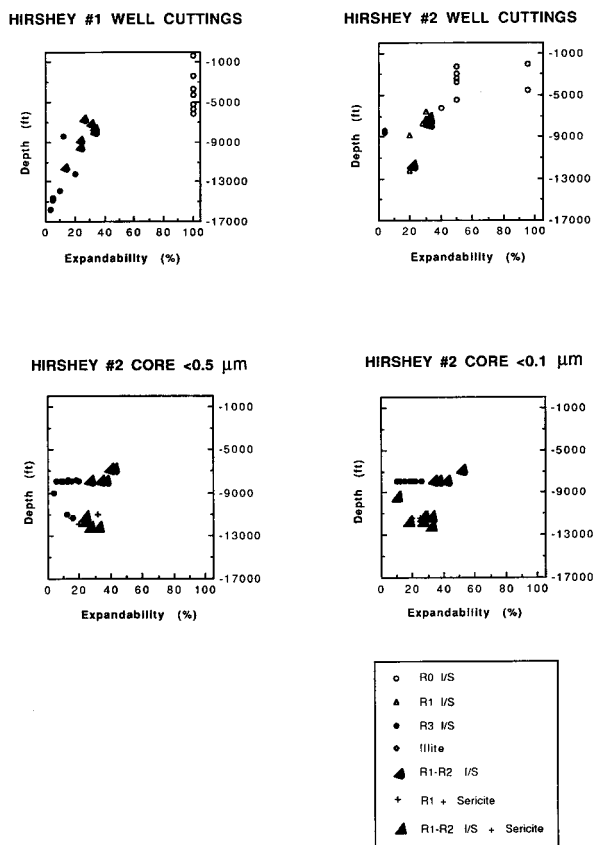 HIRSHEY #1 WELL CUTTINGS
-1000
-5000
-9000
-13000
-17000
Depth (ft)
0 20 40 60 80 100
Expandability (%)
HIRSHEY #2 WELL CUTTINGS
-1000
-5000
-9000
-13000
-17000
Depth (ft)
0 20 40 60 80 100
Expandability (%)
HIRSHEY #2 CORE <0.5 μm
-1000
-5000
-9000
-13000
-17000
Depth (ft)
0 20 40 60 80 100
Expandability (%)
HIRSHEY #2 CORE <0.1 μm
-1000
-5000
-9000
-13000
-17000
Depth (ft)
0 20 40 60 80 100
Expandability (%)
R0 I/S
R1 I/S
R3 I/S
Illite
R1-R2 I/S
+ R1 + Sericite
R1-R2 I/S + Sericite